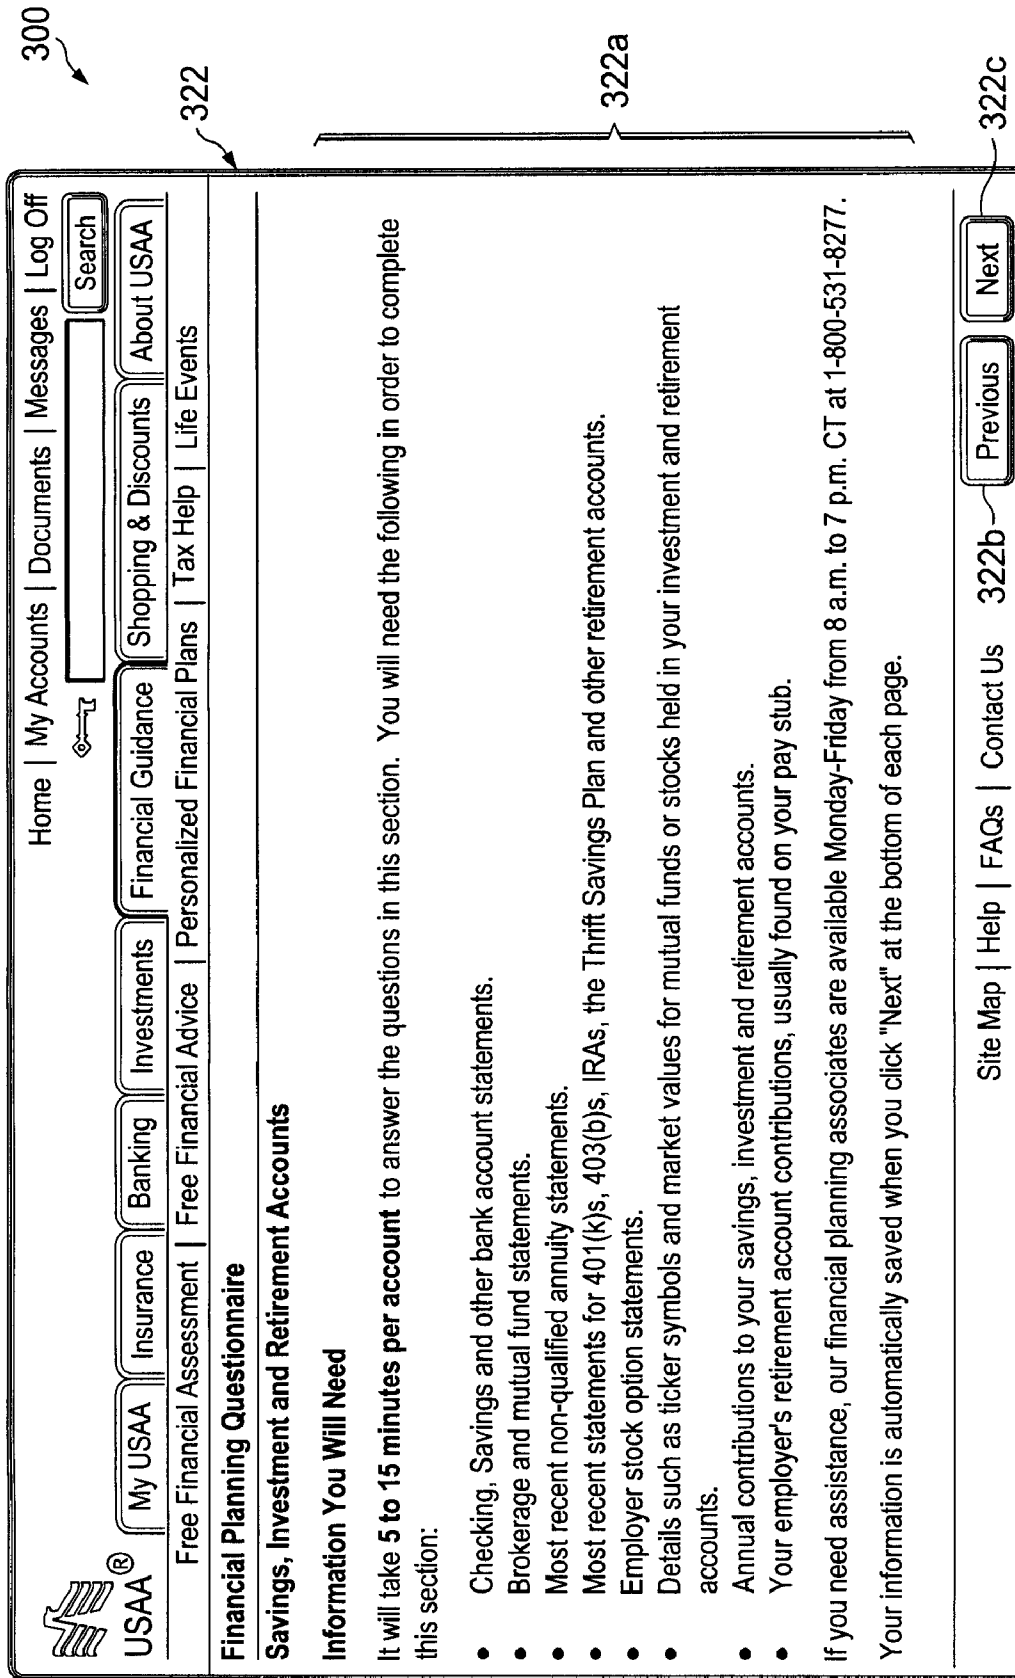 300
322
Home | My Accounts | Documents | Messages | Log Off
Search
USAA®
My USAA Insurance Banking Investments Financial Guidance Shopping & Discounts About USAA
Free Financial Assessment | Free Financial Advice | Personalized Financial Plans | Tax Help | Life Events
Financial Planning Questionnaire
Savings, Investment and Retirement Accounts
Information You Will Need
It will take 5 to 15 minutes per account to answer the questions in this section. You will need the following in order to complete
this section:
• Checking, Savings and other bank account statements.
• Brokerage and mutual fund statements.
• Most recent non-qualified annuity statements.
• Most recent statements for 401(k)s, 403(b)s, IRAs, the Thrift Savings Plan and other retirement accounts.
• Employer stock option statements.
• Details such as ticker symbols and market values for mutual funds or stocks held in your investment and retirement
accounts.
• Annual contributions to your savings, investment and retirement accounts.
• Your employer's retirement account contributions, usually found on your pay stub.
If you need assistance, our financial planning associates are available Monday-Friday from 8 a.m. to 7 p.m. CT at 1-800-531-8277.
Your information is automatically saved when you click "Next" at the bottom of each page.
322a
Site Map | Help | FAQs | Contact Us 322b Previous Next 322c